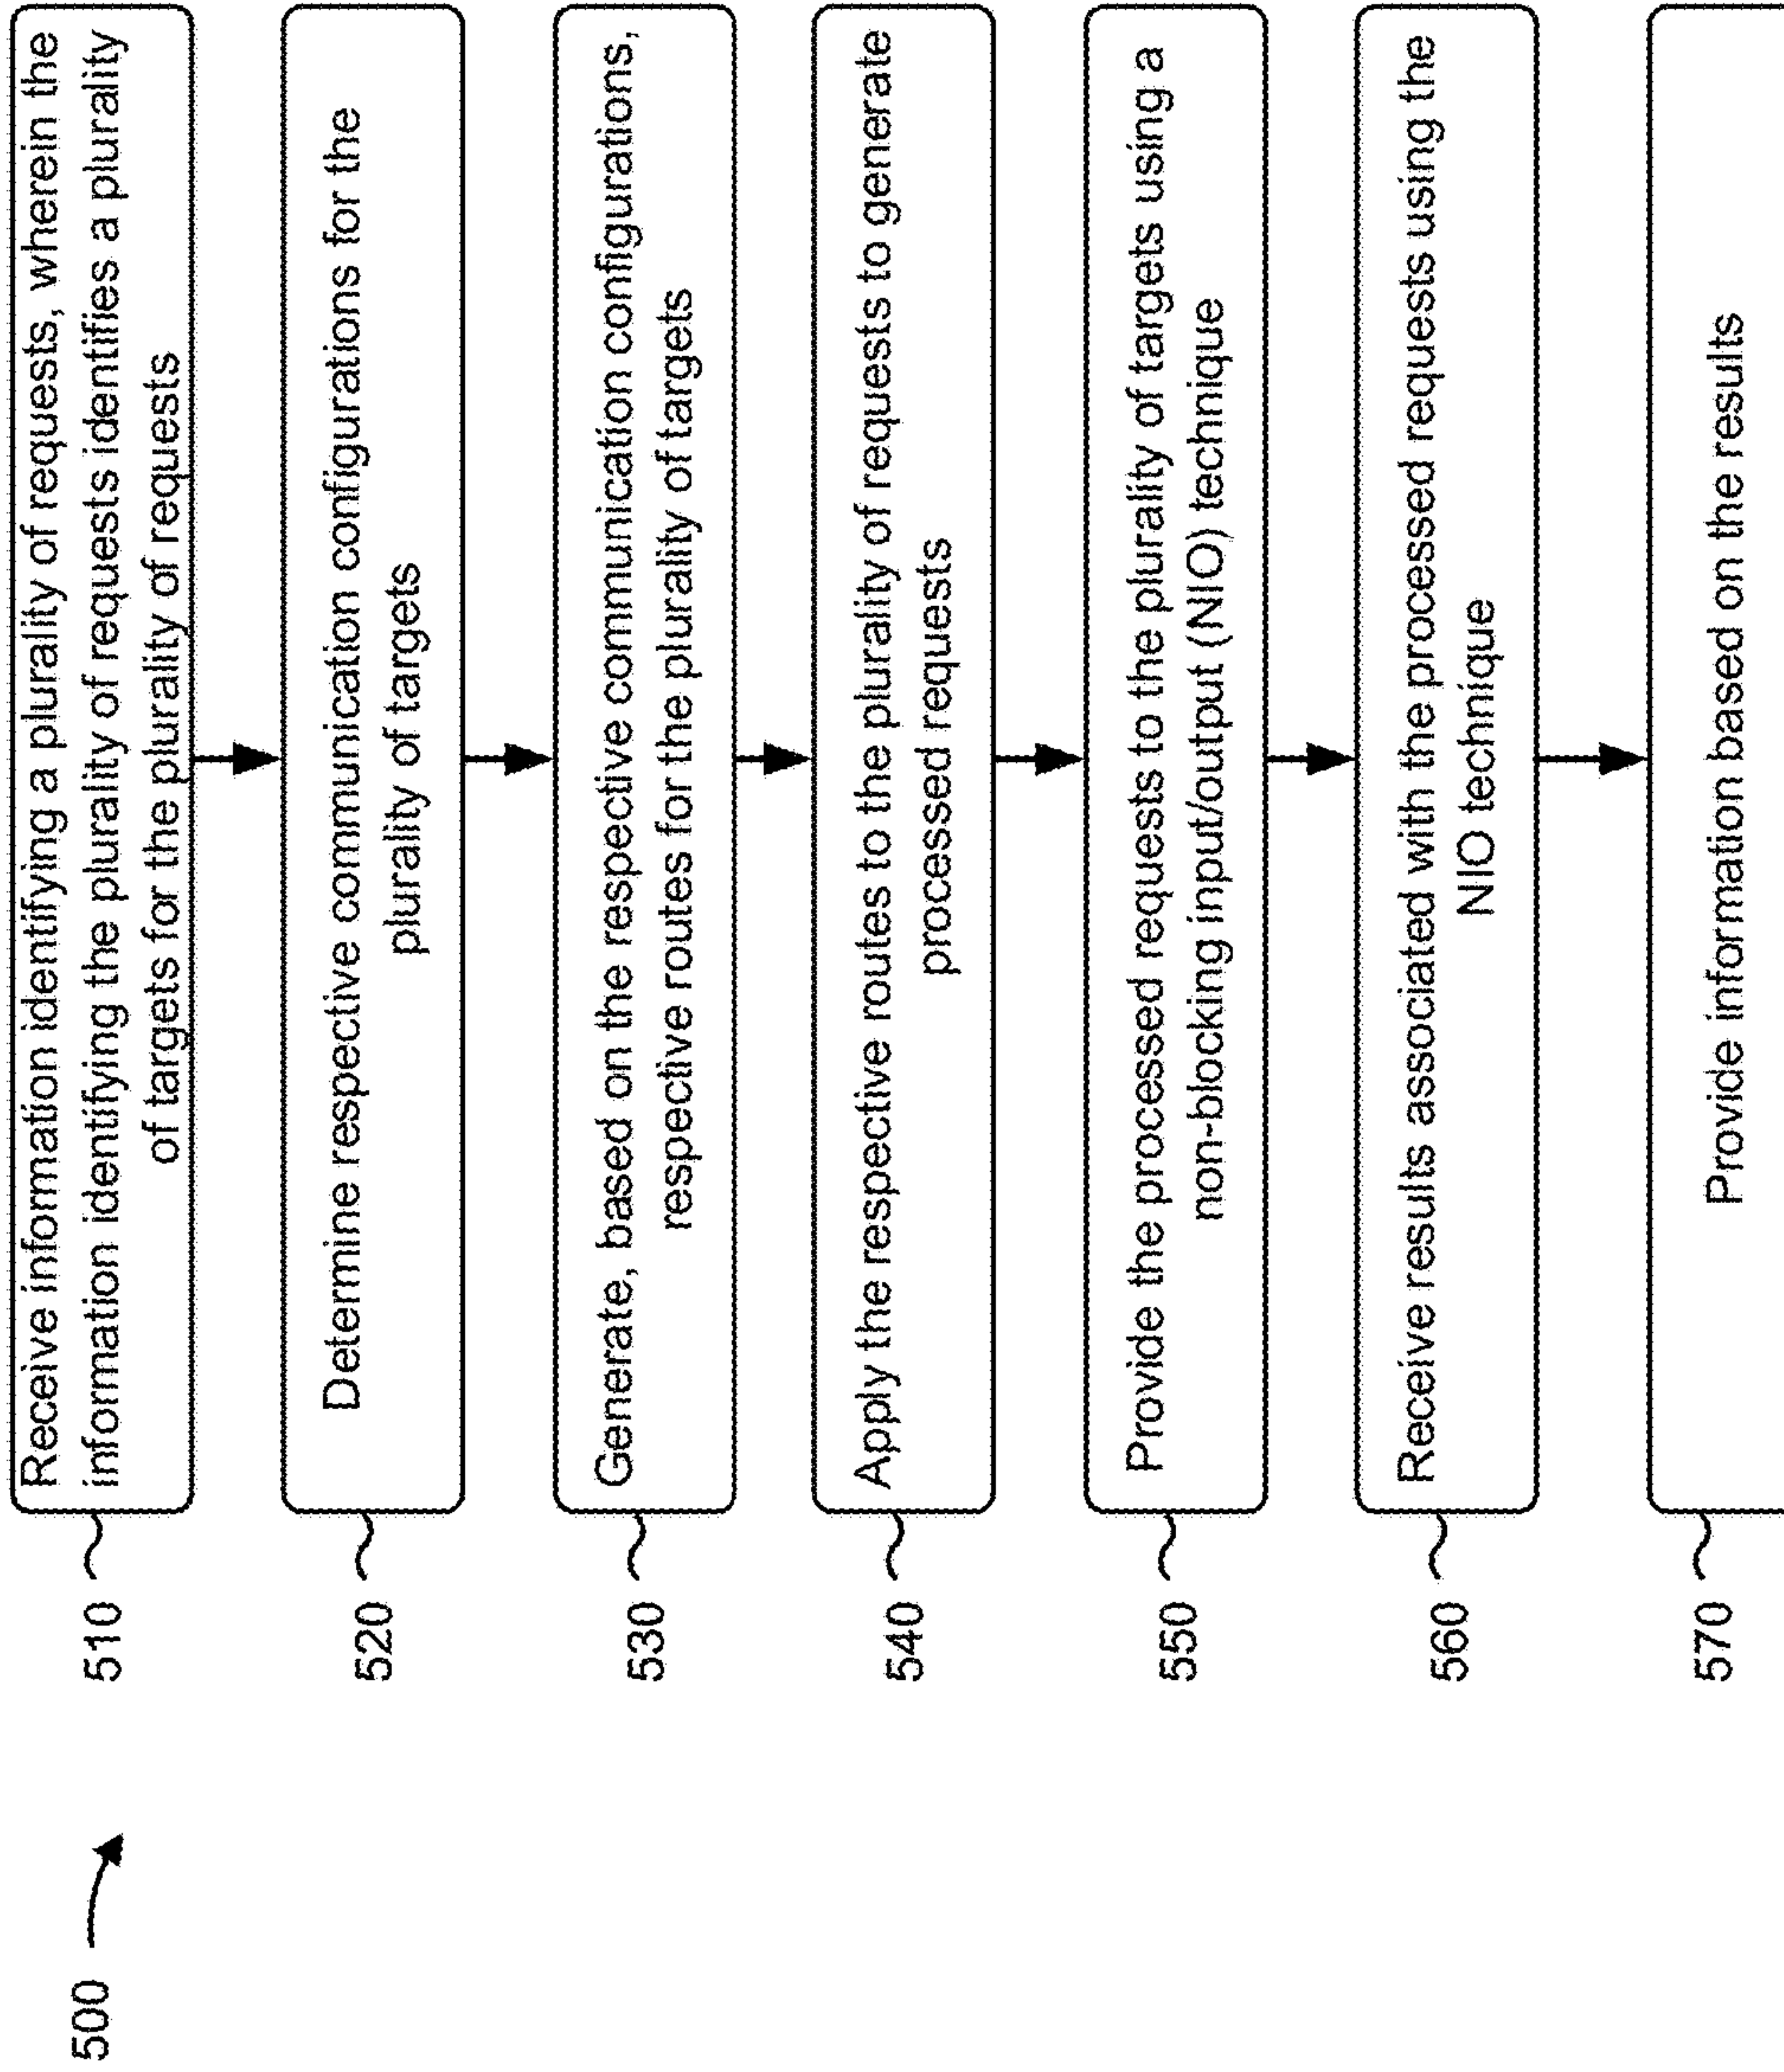 500
510
Receive information identifying a plurality of requests, wherein the
information identifying the plurality of requests identifies a plurality
of targets for the plurality of requests
520
Determine respective communication configurations for the
plurality of targets
530
Generate, based on the respective communication configurations,
respective routes for the plurality of targets
540
Apply the respective routes to the plurality of requests to generate
processed requests
550
Provide the processed requests to the plurality of targets using a
non-blocking input/output (NIO) technique
560
Receive results associated with the processed requests using the
NIO technique
570
Provide information based on the results